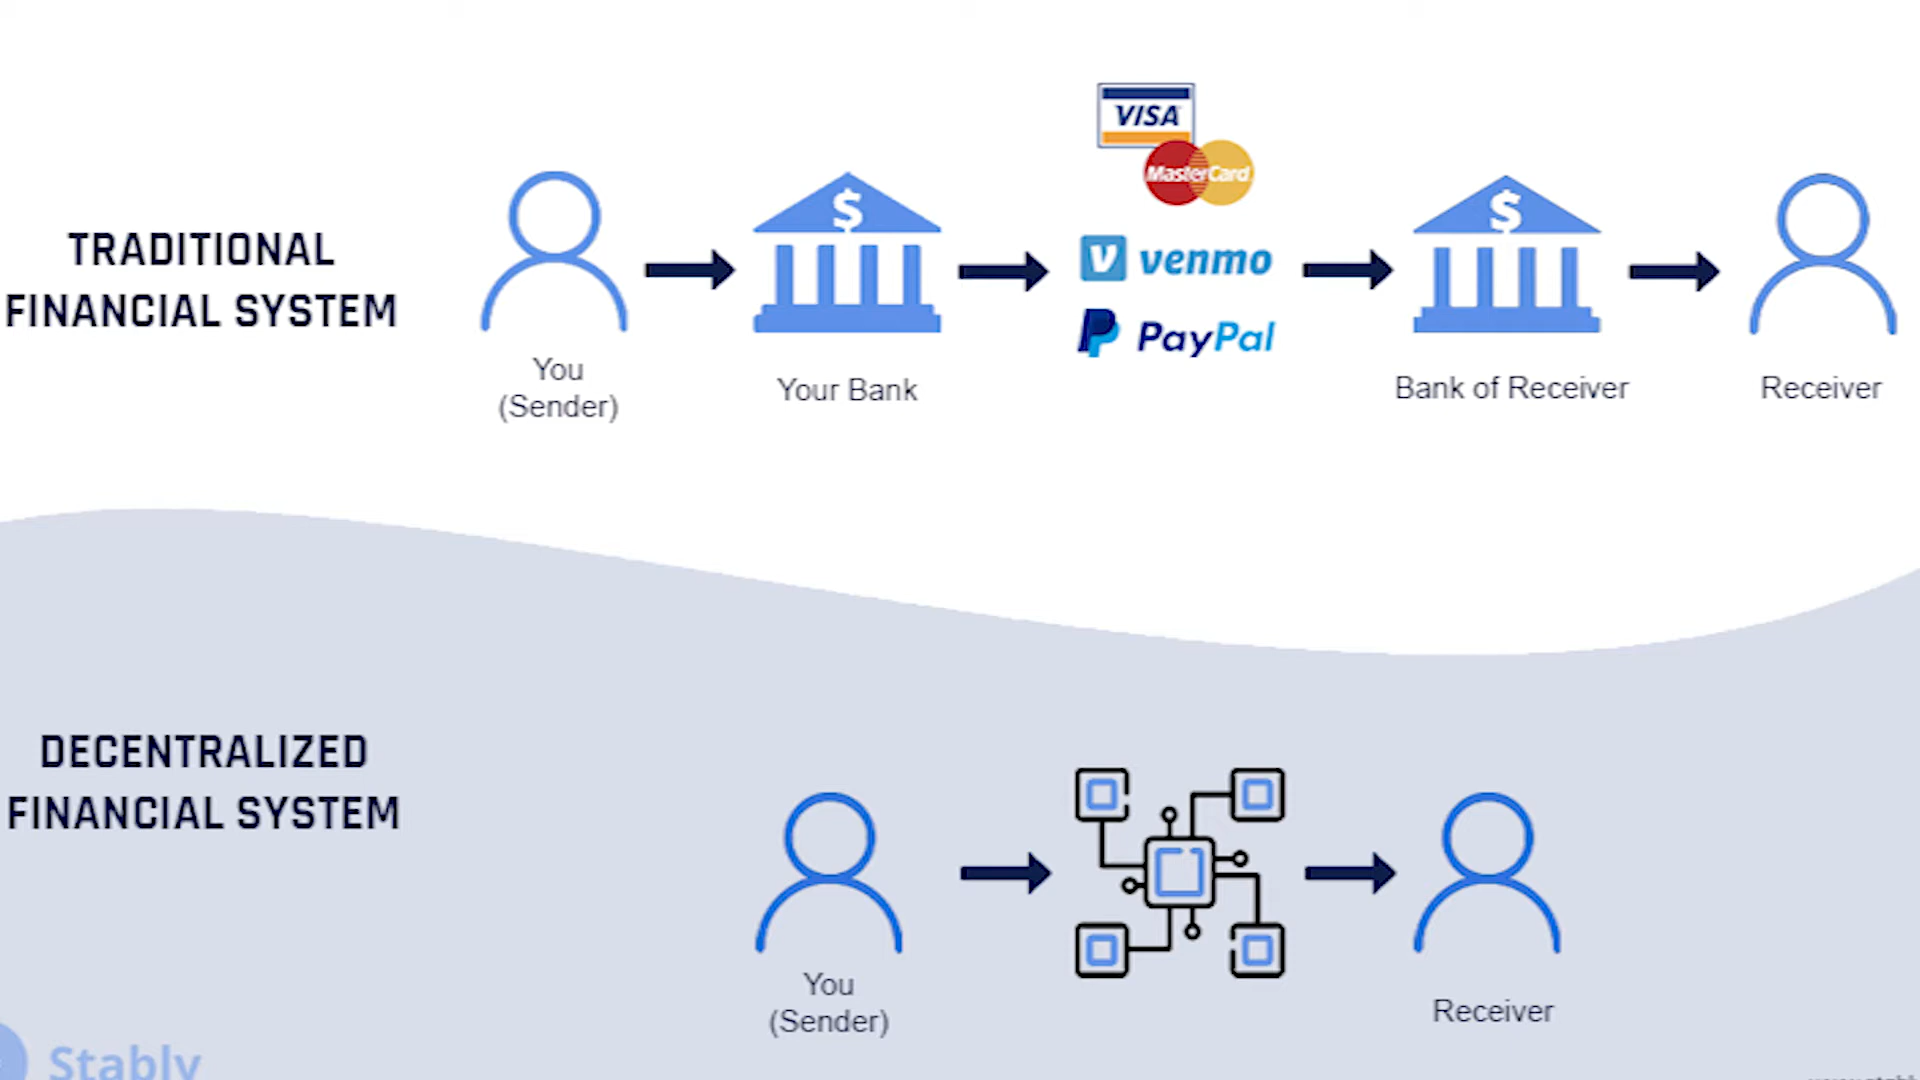 TRADITIONAL
FINANCIAL SYSTEM
You
(Sender)
$
Your Bank
VISA
MasterCard
V venmo
P PayPal
$
Bank of Receiver
Receiver
DECENTRALIZED
FINANCIAL SYSTEM
You
(Sender)
Receiver
Stably